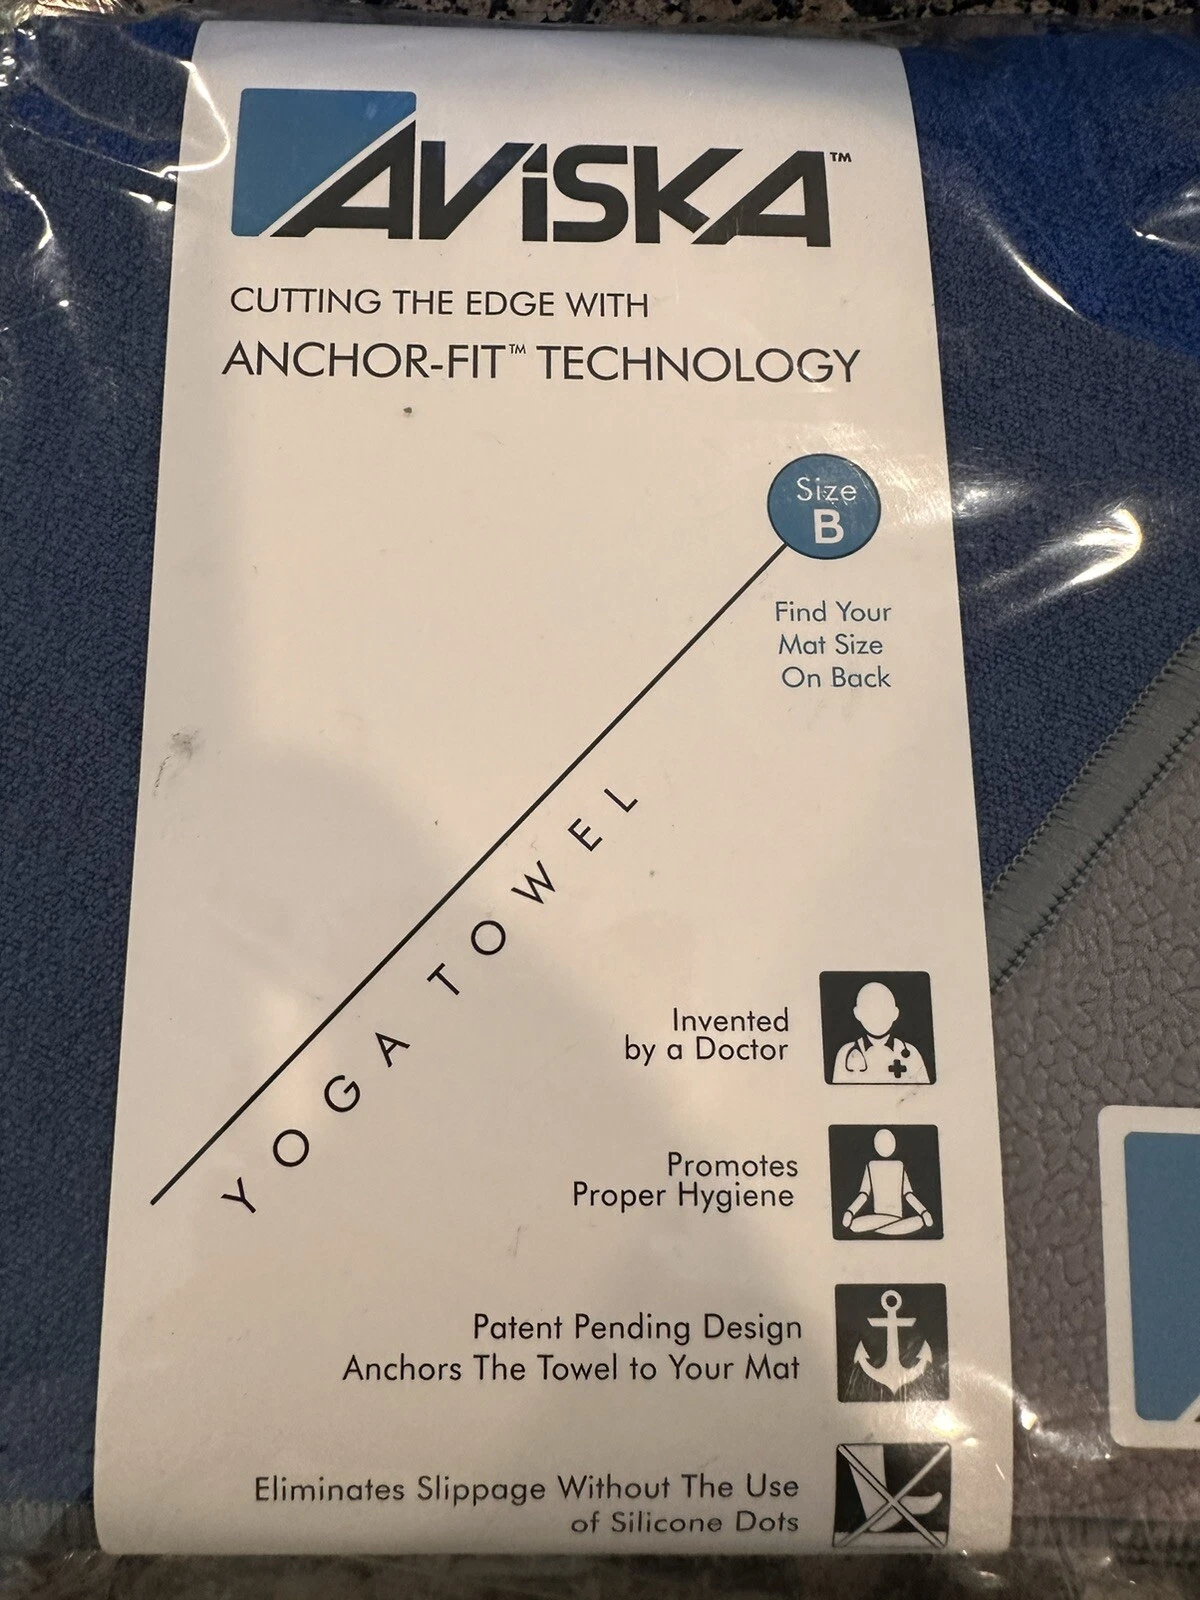 AViSKA™
CUTTING THE EDGE WITH
ANCHOR-FIT™ TECHNOLOGY
Size
B
Find Your
Mat Size
On Back
YOGA TOWEL
Invented
by a Doctor
Promotes
Proper Hygiene
Patent Pending Design
Anchors The Towel to Your Mat
Eliminates Slippage Without The Use
of Silicone Dots